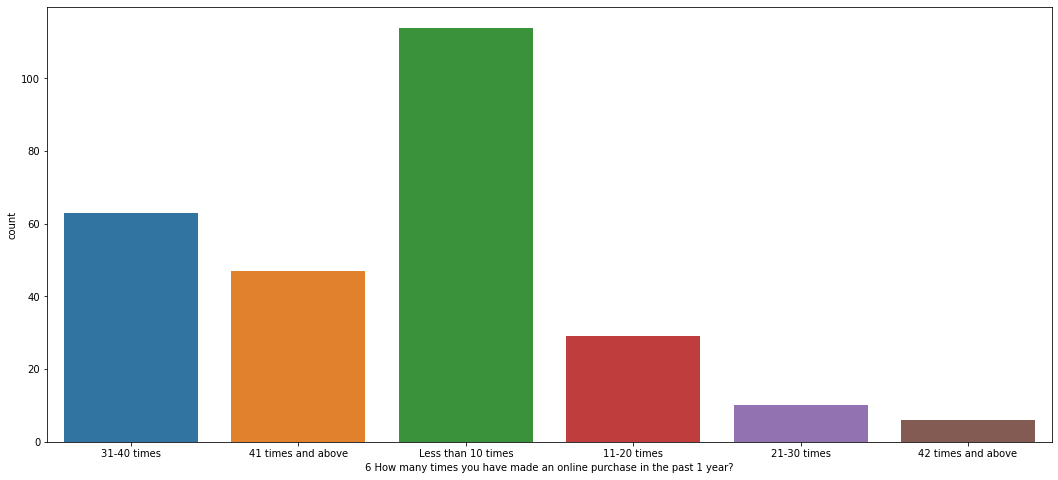 100
80
60
40
20
0
count
31-40 times
41 times and above
Less than 10 times
11-20 times
21-30 times
42 times and above
6 How many times you have made an online purchase in the past 1 year?